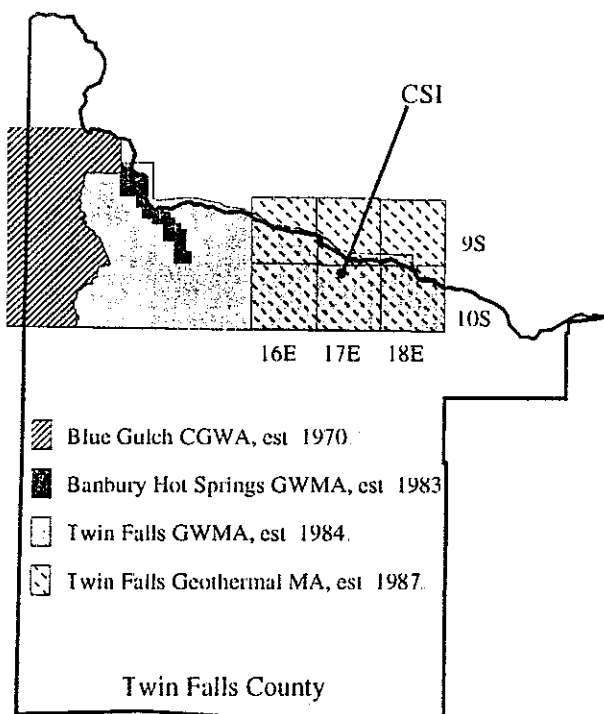 CSI
9S
10S
16E 17E 18E
Blue Gulch CGWA, est 1970.
Banbury Hot Springs GWMA, est 1983
Twin Falls GWMA, est 1984.
Twin Falls Geothermal MA, est 1987.
Twin Falls County